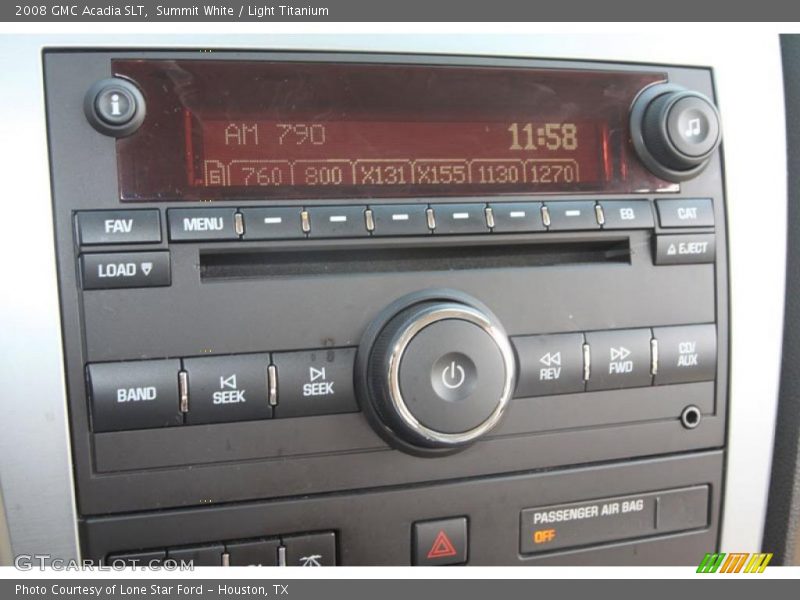 2008 GMC Acadia SLT,  Summit White / Light Titanium
i
AM 790 11:58
760 800 X131 X155 1130 1270
FAV MENU EQ CAT
LOAD EJECT
BAND SEEK SEEK REV FWD CD/
AUX
PASSENGER AIR BAG
OFF
GTCarLot.com
Photo Courtesy of Lone Star Ford - Houston, TX